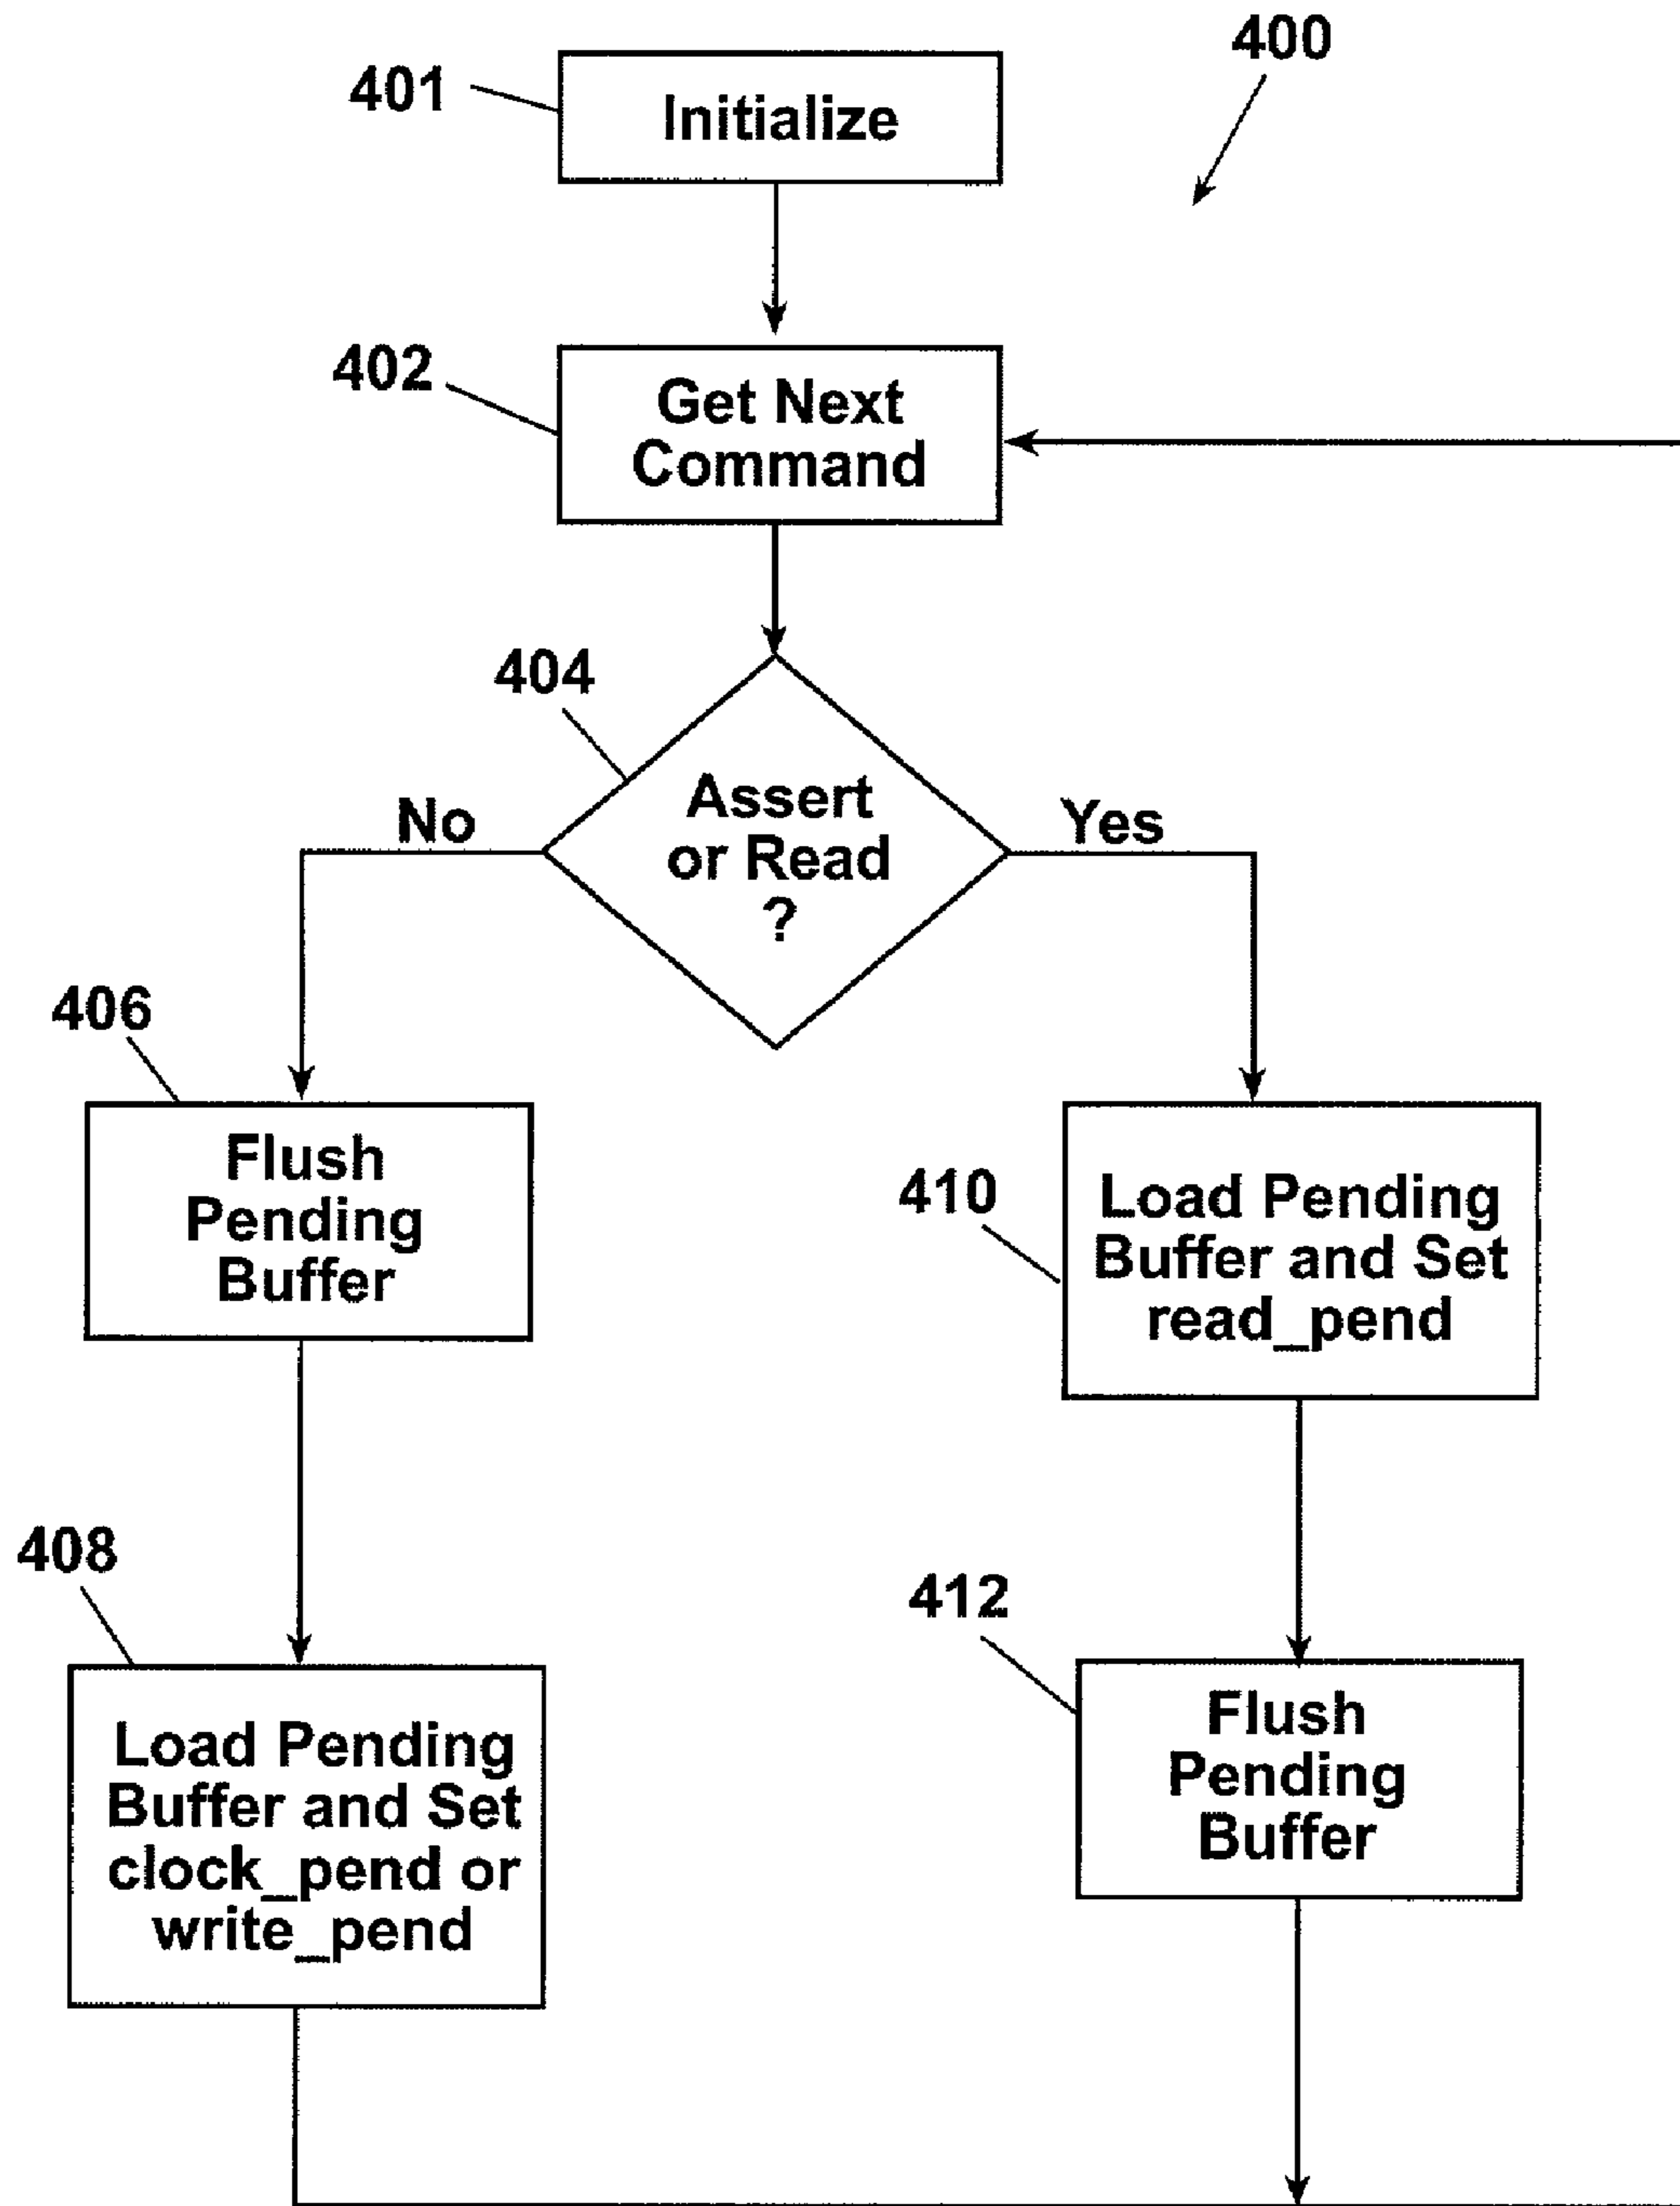 400
401
Initialize
402
Get Next
Command
404
Assert
or Read
?
No
Yes
406
Flush
Pending
Buffer
410
Load Pending
Buffer and Set
read_pend
408
Load Pending
Buffer and Set
clock_pend or
write_pend
412
Flush
Pending
Buffer